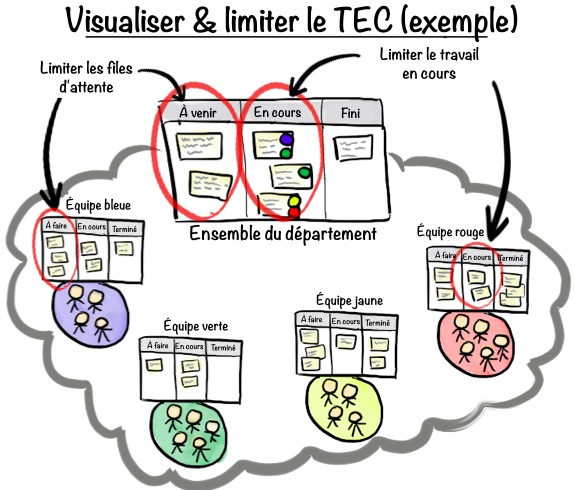 Visualiser & limiter le TEC (exemple)
Limiter les files
d'attente
Limiter le travail
en cours
À venir
En cours
Fini
Ensemble du département
Équipe bleue
À faire
En cours
Terminé
Équipe rouge
À faire
En cours
Terminé
Équipe verte
À faire
En cours
Terminé
Équipe jaune
À faire
En cours
Terminé